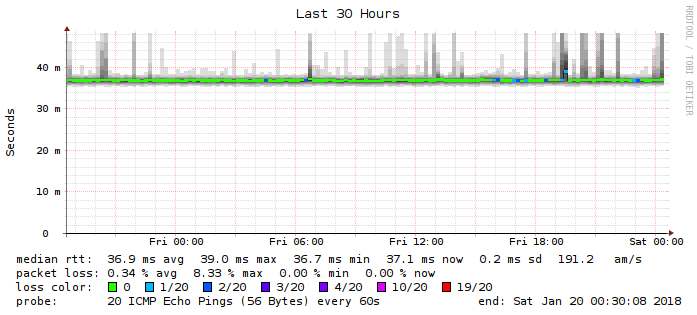 Last 30 Hours
RRDTOOL / TOBI OETIKER
Seconds
40 m
30 m
20 m
10 m
0
Fri 00:00 Fri 06:00 Fri 12:00 Fri 18:00 Sat 00:00
median rtt: 36.9 ms avg 39.0 ms max 36.7 ms min 37.1 ms now 0.2 ms sd 191.2 am/s
packet loss: 0.34 % avg 8.33 % max 0.00 % min 0.00 % now
loss color: 0 1/20 2/20 3/20 4/20 10/20 19/20
probe: 20 ICMP Echo Pings (56 Bytes) every 60s end: Sat Jan 20 00:30:08 2018